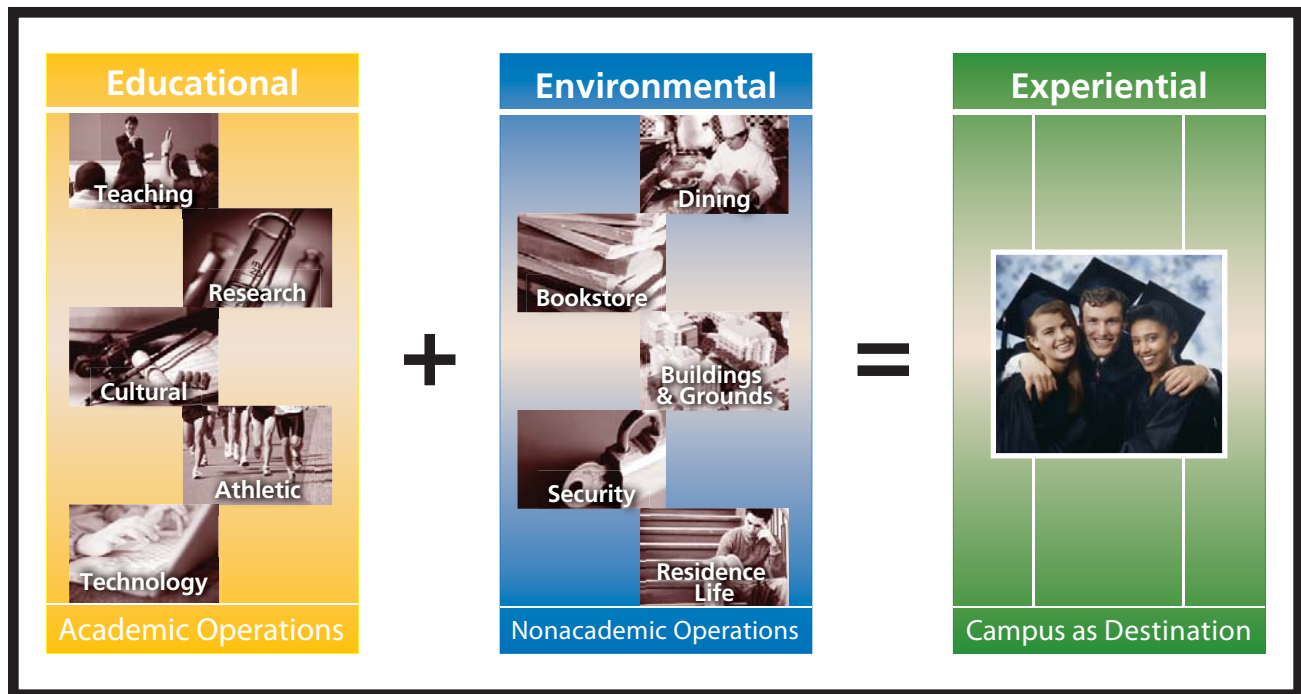 Educational
Teaching
Research
Cultural
Athletic
Technology
Academic Operations
+
Environmental
Dining
Bookstore
Buildings
& Grounds
Security
Residence
Life
Nonacademic Operations
=
Experiential
Campus as Destination